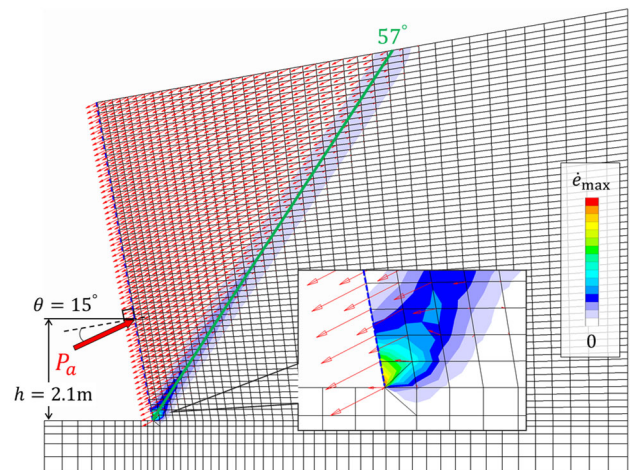 57°
ė_max
0
θ = 15°
P_a
h = 2.1m